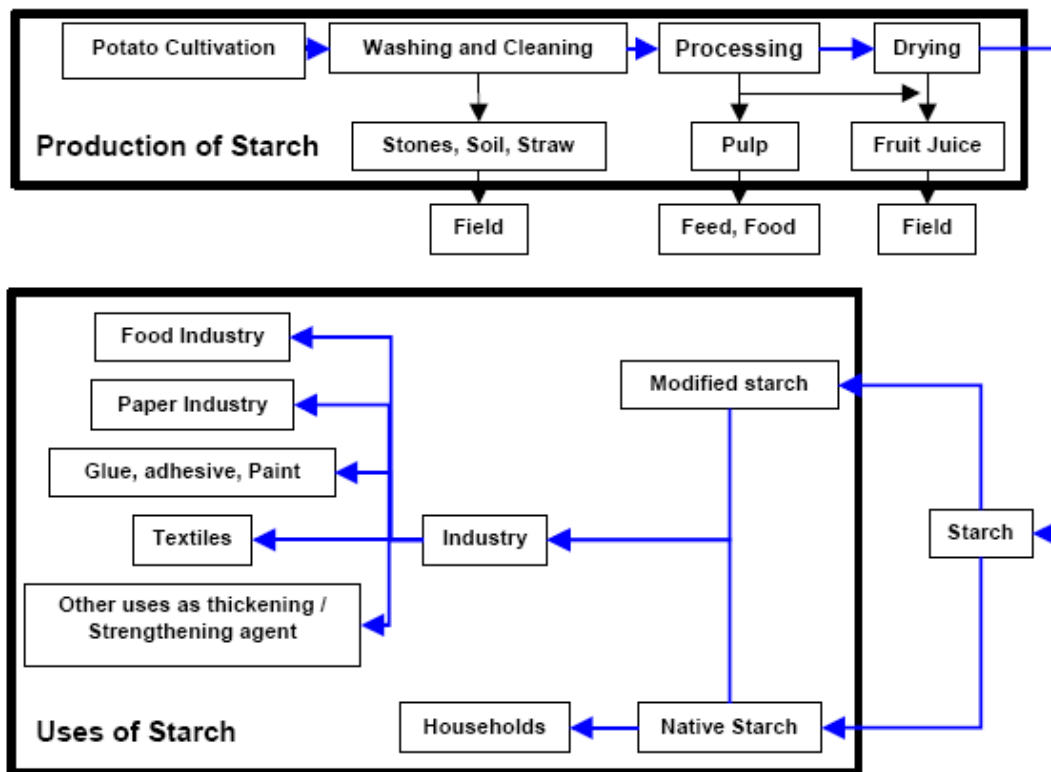 Potato Cultivation
Washing and Cleaning
Processing
Drying
Production of Starch
Stones, Soil, Straw
Pulp
Fruit Juice
Field
Feed, Food
Field
Food Industry
Modified starch
Paper Industry
Glue, adhesive, Paint
Textiles
Industry
Starch
Other uses as thickening /
Strengthening agent
Uses of Starch
Households
Native Starch